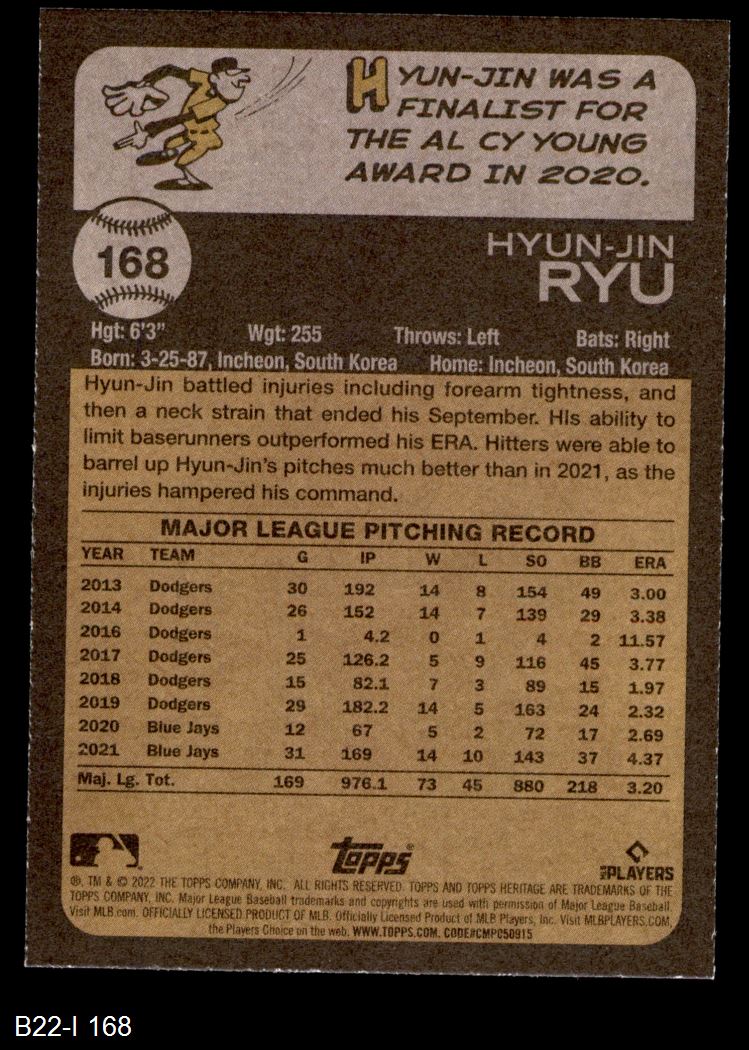 HYUN-JIN WAS A
FINALIST FOR
THE AL CY YOUNG
AWARD IN 2020.
168
HYUN-JIN
RYU
Hgt: 6'3" Wgt: 255 Throws: Left Bats: Right
Born: 3-25-87, Incheon, South Korea Home: Incheon, South Korea
Hyun-Jin battled injuries including forearm tightness, and
then a neck strain that ended his September. His ability to
limit baserunners outperformed his ERA. Hitters were able to
barrel up Hyun-Jin's pitches much better than in 2021, as the
injuries hampered his command.
MAJOR LEAGUE PITCHING RECORD
YEAR TEAM G IP W L SO BB ERA
2013 Dodgers 30 192 14 8 154 49 3.00
2014 Dodgers 26 152 14 7 139 29 3.38
2016 Dodgers 1 4.2 0 1 4 2 11.57
2017 Dodgers 25 126.2 5 9 116 45 3.77
2018 Dodgers 15 82.1 7 3 89 15 1.97
2019 Dodgers 29 182.2 14 5 163 24 2.32
2020 Blue Jays 12 67 5 2 72 17 2.69
2021 Blue Jays 31 169 14 10 143 37 4.37
Maj. Lg. Tot. 169 976.1 73 45 880 218 3.20
Topps®
MLB PLAYERS
®, TM & © 2022 THE TOPPS COMPANY, INC. ALL RIGHTS RESERVED. TOPPS AND TOPPS HERITAGE ARE TRADEMARKS OF THE
TOPPS COMPANY, INC. Major League Baseball trademarks and copyrights are used with permission of Major League Baseball.
Visit MLB.com. OFFICIALLY LICENSED PRODUCT OF MLB. Officially Licensed Product of MLB Players, Inc. Visit MLBPLAYERS.COM,
the Players Choice on the web. WWW.TOPPS.COM. CODE#CMPC50915
B22-I 168